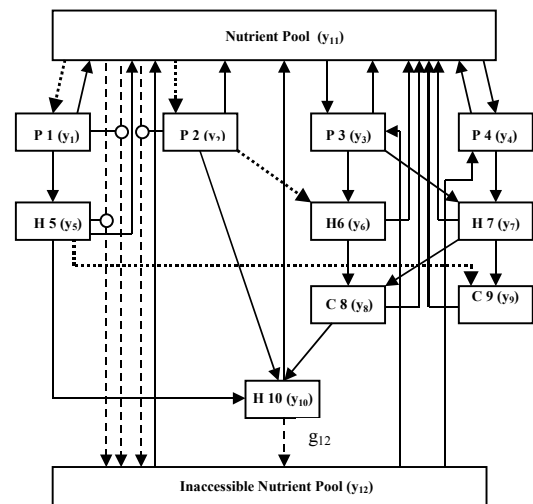 Nutrient Pool (y11)
P 1 (y1)
P 2 (y2)
P 3 (y3)
P 4 (y4)
H 5 (y5)
H6 (y6)
H 7 (y7)
C 8 (y8)
C 9 (y9)
H 10 (y10)
g12
Inaccessible Nutrient Pool (y12)